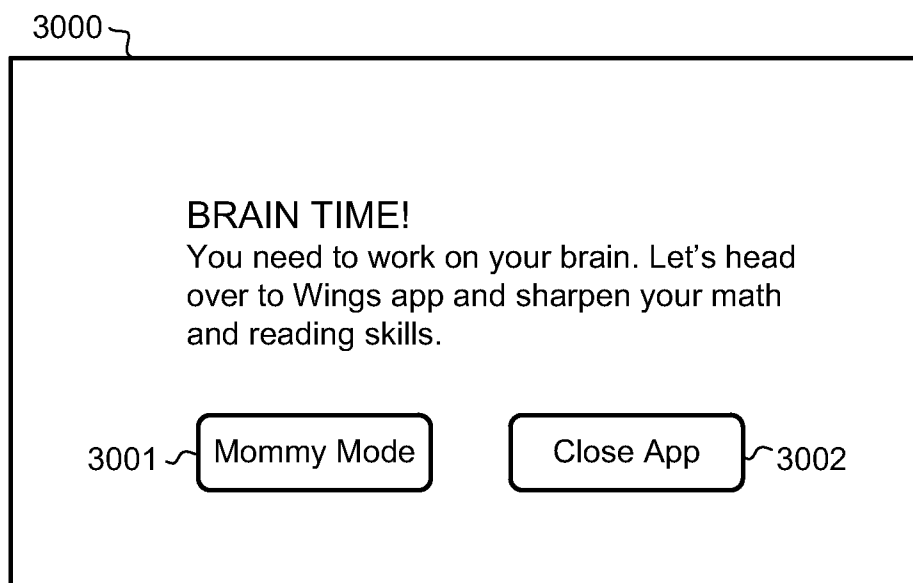 3000
BRAIN TIME!
You need to work on your brain. Let's head
over to Wings app and sharpen your math
and reading skills.
3001
Mommy Mode
Close App
3002